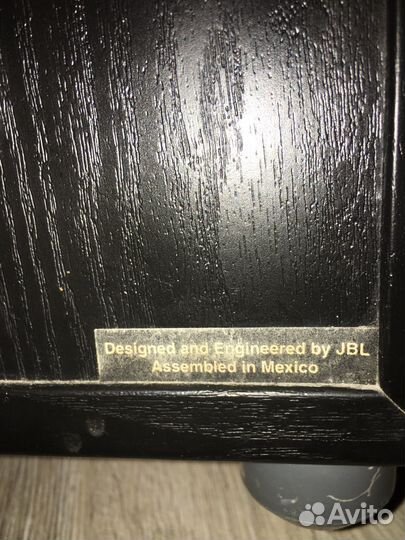 Designed and Engineered by JBL
Assembled in Mexico
Avito